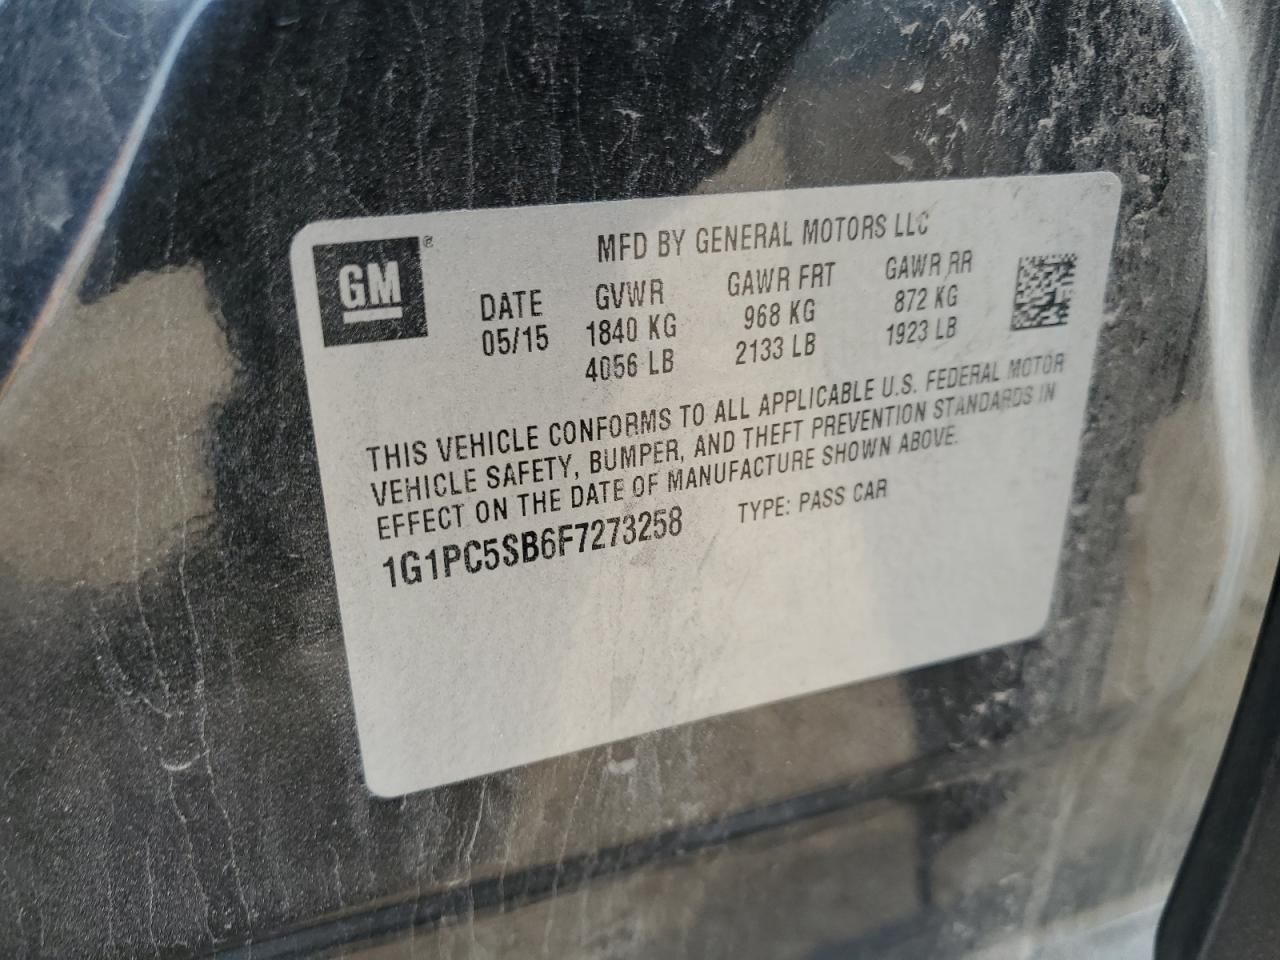 GM®
MFD BY GENERAL MOTORS LLC
DATE GVWR GAWR FRT GAWR RR
05/15 1840 KG 968 KG 872 KG
4056 LB 2133 LB 1923 LB
THIS VEHICLE CONFORMS TO ALL APPLICABLE U.S. FEDERAL MOTOR
VEHICLE SAFETY, BUMPER, AND THEFT PREVENTION STANDARDS IN
EFFECT ON THE DATE OF MANUFACTURE SHOWN ABOVE.
1G1PC5SB6F7273258 TYPE: PASS CAR